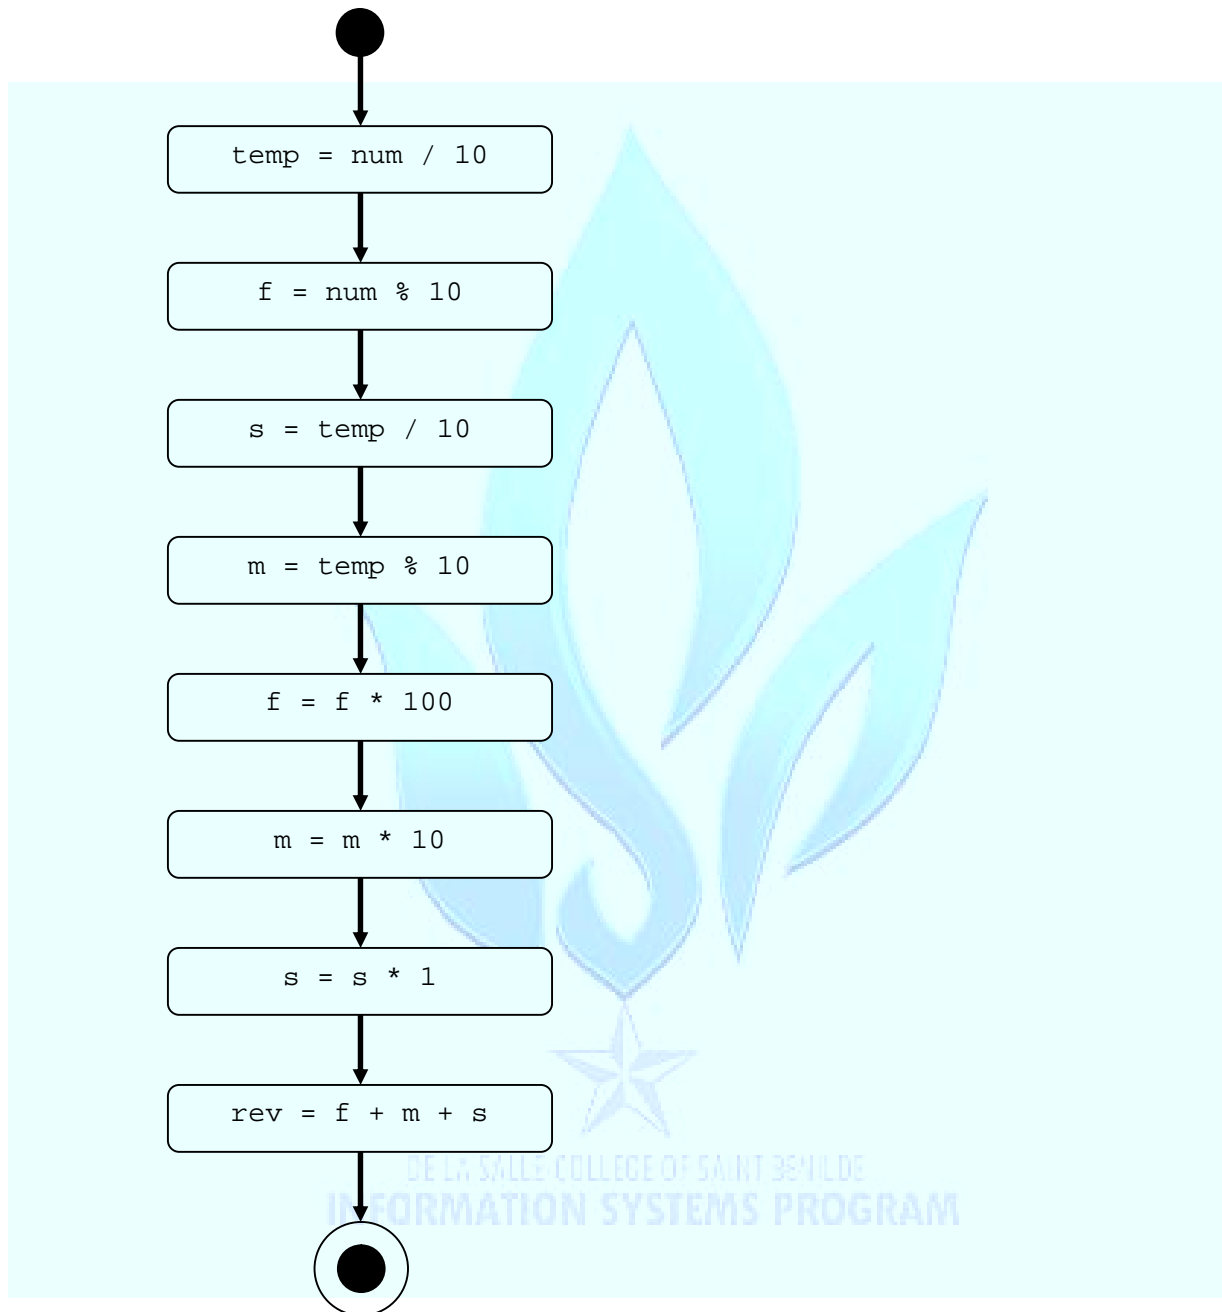 temp = num / 10
f = num % 10
s = temp / 10
m = temp % 10
f = f * 100
m = m * 10
s = s * 1
rev = f + m + s
DE LA SALLE-COLLEGE OF SAINT BENILDE
INFORMATION SYSTEMS PROGRAM